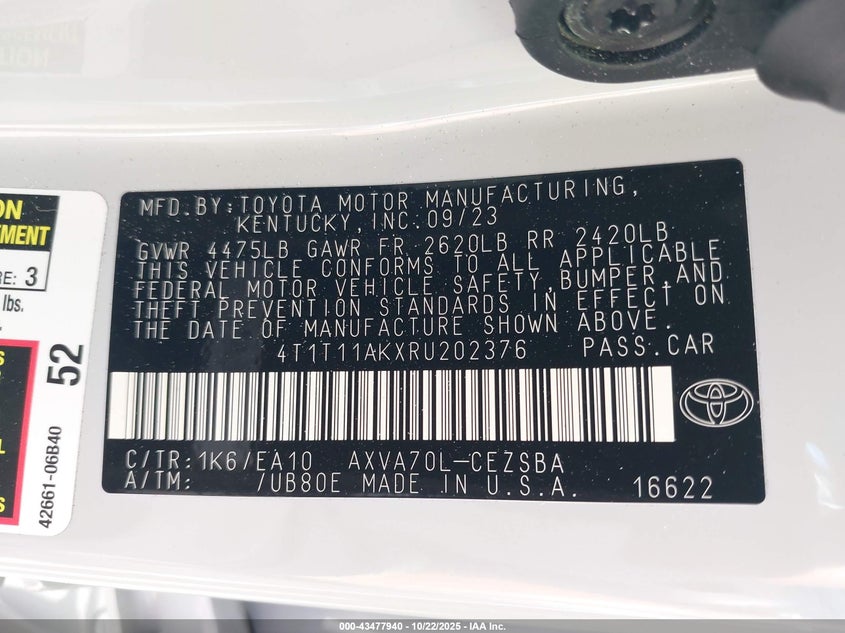 MFD.BY:TOYOTA MOTOR MANUFACTURING,
KENTUCKY,INC.09/23
GVWR 4475LB GAWR FR 2620LB RR 2420LB
THIS VEHICLE CONFORMS TO ALL APPLICABLE
FEDERAL MOTOR VEHICLE SAFETY,BUMPER,AND
THEFT PREVENTION STANDARDS IN EFFECT ON
THE DATE OF MANUFACTURE SHOWN ABOVE.
4T1T11AKXRU202376 PASS.CAR
C/TR:1K6/EA10 AXVA70L-CEZSBA
A/TM: /UB80E MADE IN U.S.A. 16622
3
lbs.
52
42661-06B40
000-43477940 - 10/22/2025 - IAA Inc.